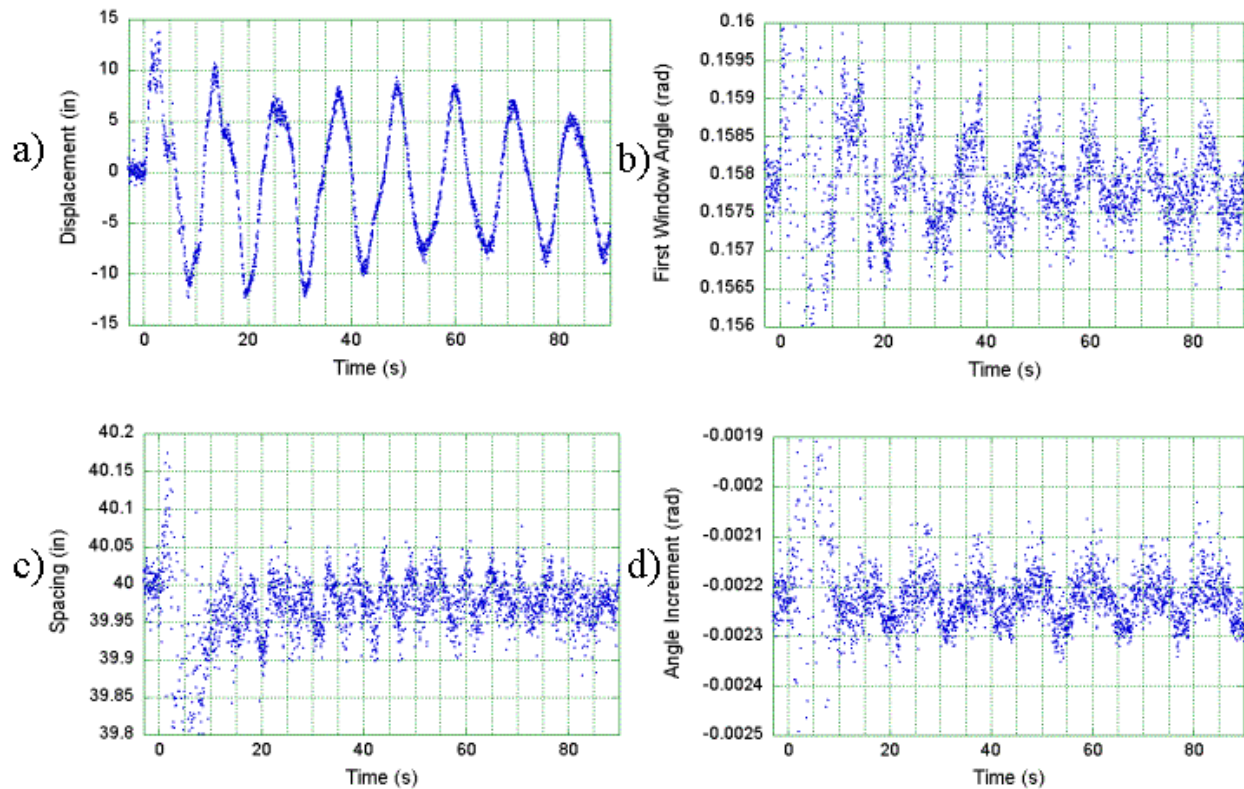 a)
Displacement (in)
15
10
5
0
-5
-10
-15
0 20 40 60 80
Time (s)
b)
First Window Angle (rad)
0.16
0.1595
0.159
0.1585
0.158
0.1575
0.157
0.1565
0.156
0 20 40 60 80
Time (s)
c)
Spacing (in)
40.2
40.15
40.1
40.05
40
39.95
39.9
39.85
39.8
0 20 40 60 80
Time (s)
d)
Angle Increment (rad)
-0.0019
-0.002
-0.0021
-0.0022
-0.0023
-0.0024
-0.0025
0 20 40 60 80
Time (s)